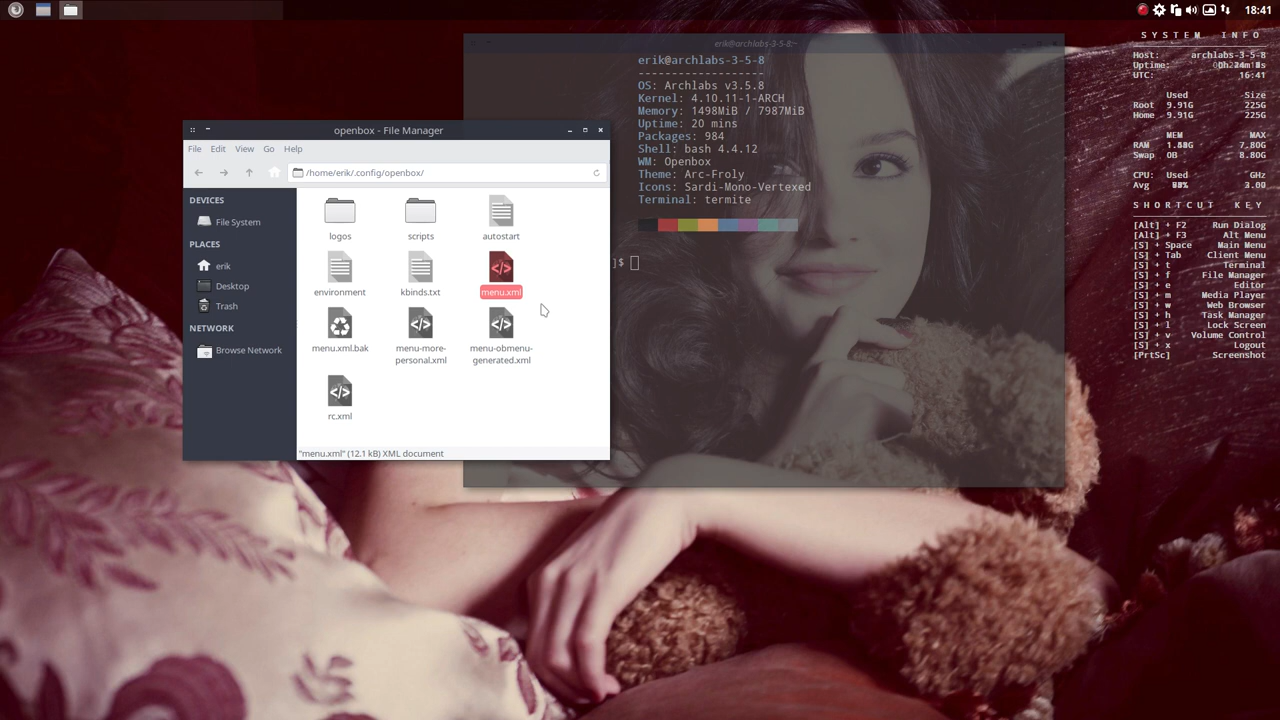 18:41
erik@archlabs-3-5-8:~
erik@archlabs-3-5-8
-------------------
OS: Archlabs v3.5.8
Kernel: 4.10.11-1-ARCH
Memory: 1498MiB / 7987MiB
Uptime: 20 mins
Packages: 984
Shell: bash 4.4.12
WM: Openbox
Theme: Arc-Froly
Icons: Sardi-Mono-Vertexed
Terminal: termite
]$
openbox - File Manager
File Edit View Go Help
/home/erik/.config/openbox/
DEVICES
File System
PLACES
erik
Desktop
Trash
NETWORK
Browse Network
logos
scripts
autostart
environment
kbinds.txt
menu.xml
menu.xml.bak
menu-more-
personal.xml
menu-obmenu-
generated.xml
rc.xml
"menu.xml" (12.1 kB) XML document
SYSTEM INFO
Host: archlabs-3-5-8
Uptime:
UTC: 16:41
Used Size
Root 9.91G 225G
Home 9.91G 225G
MEM MAX
RAM 7.80G
Swap 0B 8.80G
CPU: Used GHz
Avg
SHORTCUT KEY
[Alt] + F2 Run Dialog
[Alt] + F3 Alt Menu
[S] + Space Main Menu
[S] + Tab Client Menu
[S] + t Terminal
[S] + f File Manager
[S] + e Editor
[S] + m Media Player
[S] + w Web Browser
[S] + h Task Manager
[S] + l Lock Screen
[S] + v Volume Control
[S] + x Logout
[PrtSc] Screenshot